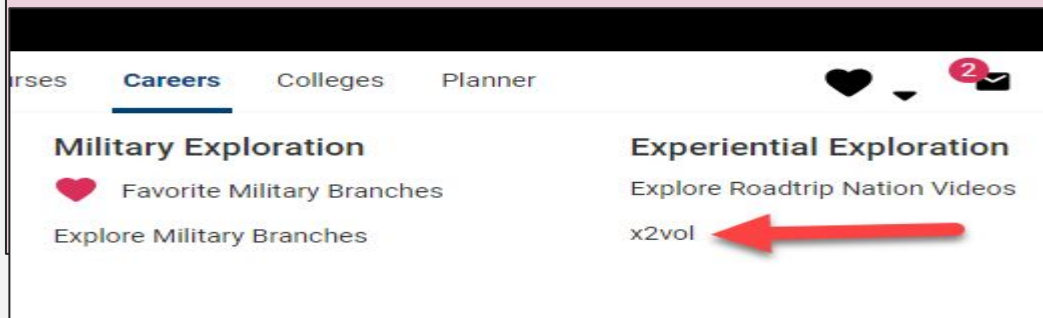 Careers Colleges Planner 2
Military Exploration
Favorite Military Branches
Explore Military Branches
Experiential Exploration
Explore Roadtrip Nation Videos
x2vol